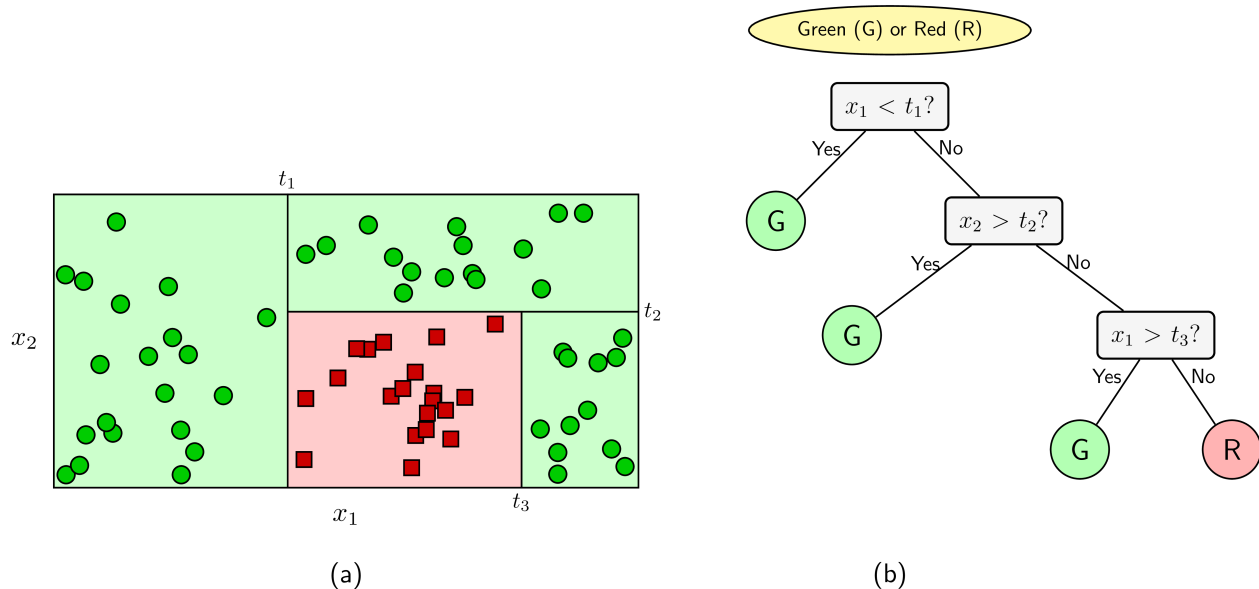 t₁
t₂
x₂
t₃
x₁
(a)
Green (G) or Red (R)
x₁ < t₁?
Yes
No
G
x₂ > t₂?
Yes
No
G
x₁ > t₃?
Yes
No
G
R
(b)